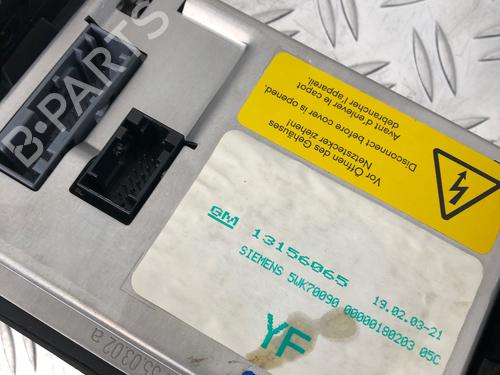 B-PARTS
Vor Öffnen des Gehäuses
Netzstecker ziehen!
Disconnect before cover is opened.
Avant d'enlever le capot
débrancher l'appareil.
GM 13156065
19.02.03-21
SIEMENS 5WK70090 00000180203 05C
YF